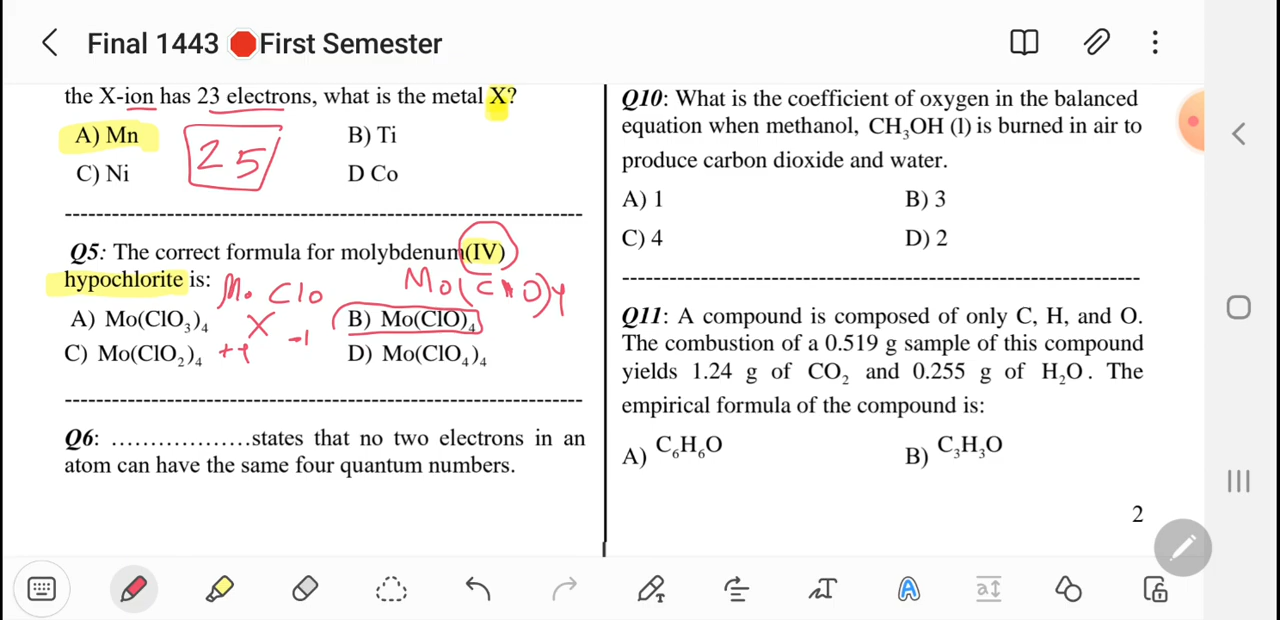 Final 1443 🛑First Semester
the X-ion has 23 electrons, what is the metal X?
A) Mn
B) Ti
25
C) Ni
D Co
Q5: The correct formula for molybdenum(IV)
hypochlorite is:
Mo ClO
Mo(ClO)4
A) Mo(ClO₃)₄
B) Mo(ClO)₄
C) Mo(ClO₂)₄
+4
-1
D) Mo(ClO₄)₄
Q6: ...................states that no two electrons in an
atom can have the same four quantum numbers.
Q10: What is the coefficient of oxygen in the balanced
equation when methanol, CH₃OH (l) is burned in air to
produce carbon dioxide and water.
A) 1
B) 3
C) 4
D) 2
Q11: A compound is composed of only C, H, and O.
The combustion of a 0.519 g sample of this compound
yields 1.24 g of CO₂ and 0.255 g of H₂O. The
empirical formula of the compound is:
A) C₆H₆O
B) C₃H₃O
2